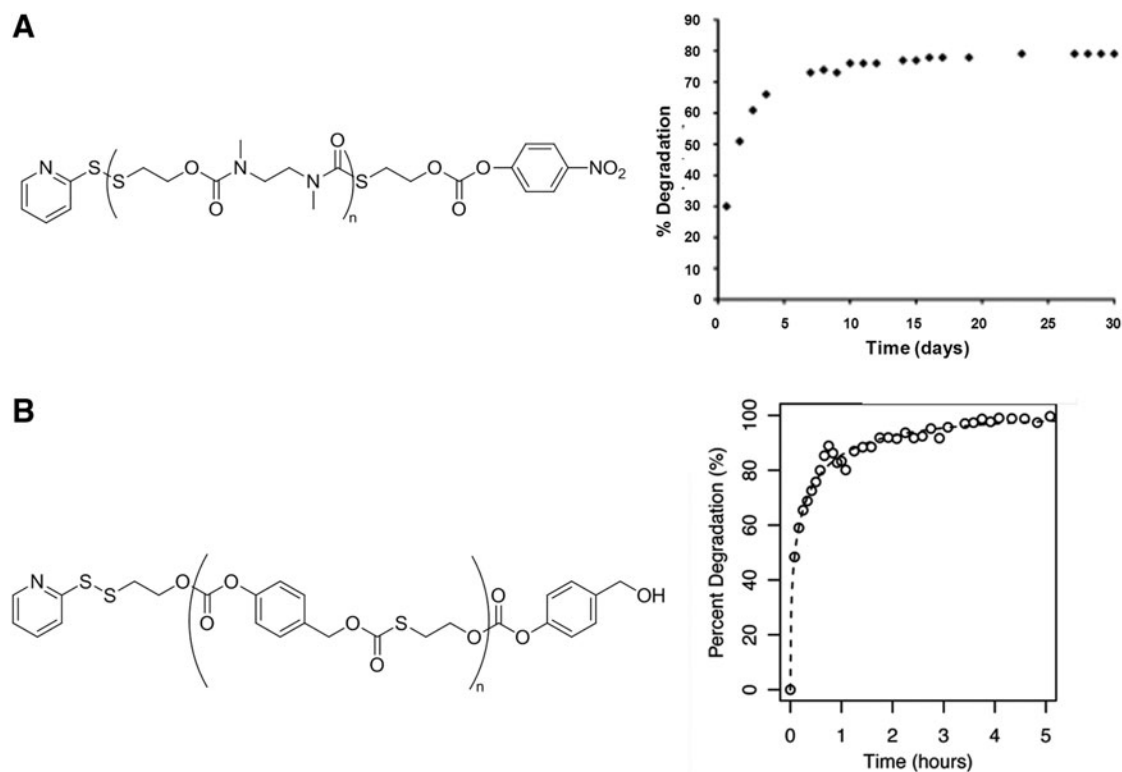 A
N
S
S
O
O
N
N
O
S
n
O
O
O
NO2
% Degradation
90
80
70
60
50
40
30
20
10
0
0 5 10 15 20 25 30
Time (days)
B
N
S
S
O
O
O
O
O
S
O
n
O
O
OH
Percent Degradation (%)
100
80
60
40
20
0
0 1 2 3 4 5
Time (hours)